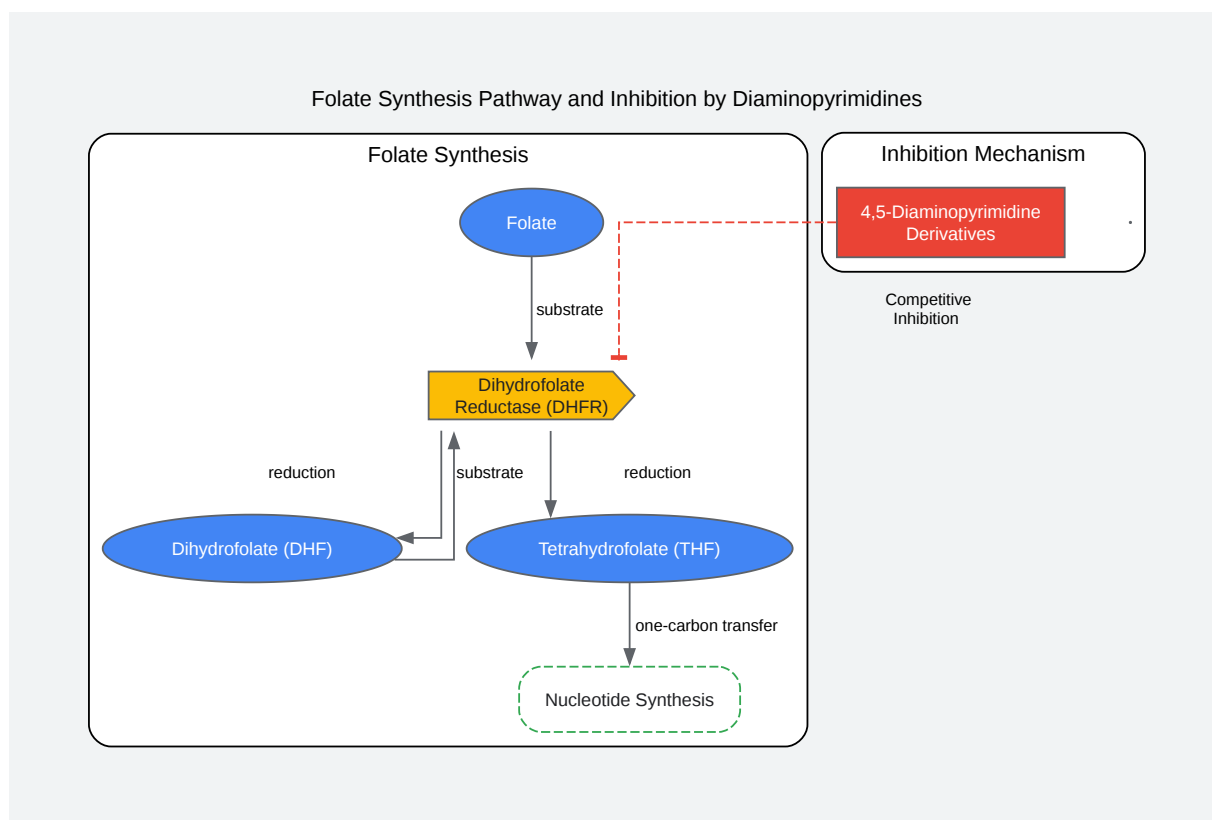 Folate Synthesis Pathway and Inhibition by Diaminopyrimidines
Folate Synthesis
Inhibition Mechanism
Folate
4,5-Diaminopyrimidine
Derivatives
substrate
Competitive
Inhibition
Dihydrofolate
Reductase (DHFR)
reduction
substrate
reduction
Dihydrofolate (DHF)
Tetrahydrofolate (THF)
one-carbon transfer
Nucleotide Synthesis